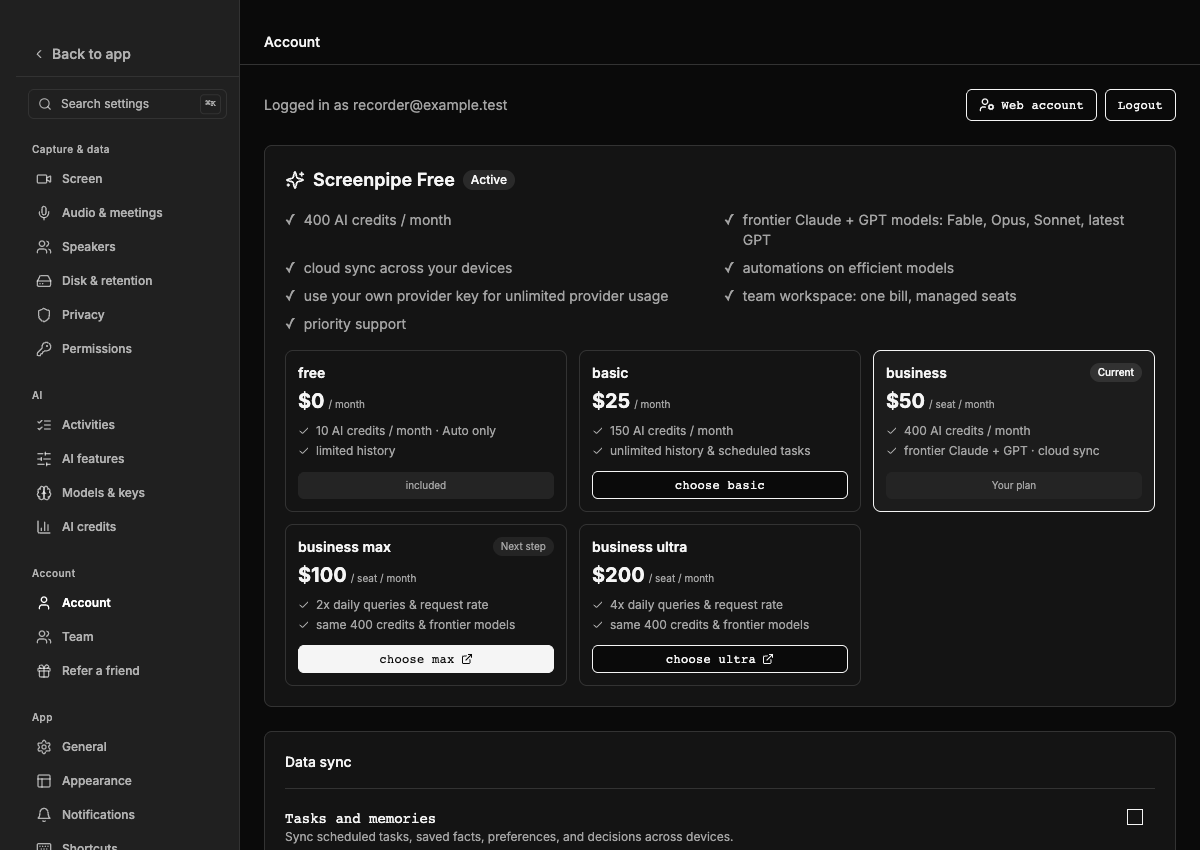 Back to app
Search settings
⌘K
Capture & data
Screen
Audio & meetings
Speakers
Disk & retention
Privacy
Permissions
AI
Activities
AI features
Models & keys
AI credits
Account
Account
Team
Refer a friend
App
General
Appearance
Notifications
Shortcuts
Account
Logged in as recorder@example.test
Web account
Logout
Screenpipe Free
Active
✓ 400 AI credits / month
✓ frontier Claude + GPT models: Fable, Opus, Sonnet, latest
GPT
✓ cloud sync across your devices
✓ automations on efficient models
✓ use your own provider key for unlimited provider usage
✓ team workspace: one bill, managed seats
✓ priority support
free
$0 / month
✓ 10 AI credits / month · Auto only
✓ limited history
included
basic
$25 / month
✓ 150 AI credits / month
✓ unlimited history & scheduled tasks
choose basic
business
Current
$50 / seat / month
✓ 400 AI credits / month
✓ frontier Claude + GPT · cloud sync
Your plan
business max
Next step
$100 / seat / month
✓ 2x daily queries & request rate
✓ same 400 credits & frontier models
choose max
business ultra
$200 / seat / month
✓ 4x daily queries & request rate
✓ same 400 credits & frontier models
choose ultra
Data sync
Tasks and memories
Sync scheduled tasks, saved facts, preferences, and decisions across devices.